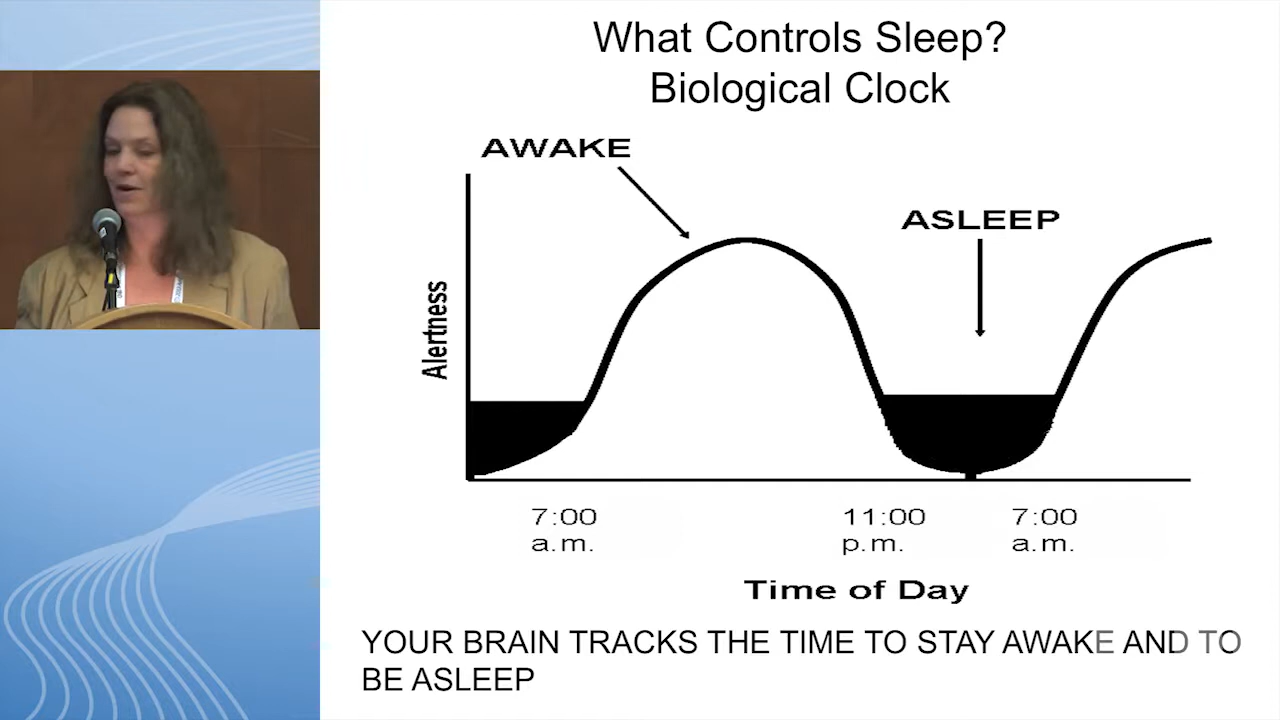 What Controls Sleep?
Biological Clock
AWAKE
ASLEEP
Alertness
7:00
a.m.
11:00
p.m.
7:00
a.m.
Time of Day
YOUR BRAIN TRACKS THE TIME TO STAY AWAKE AND TO
BE ASLEEP